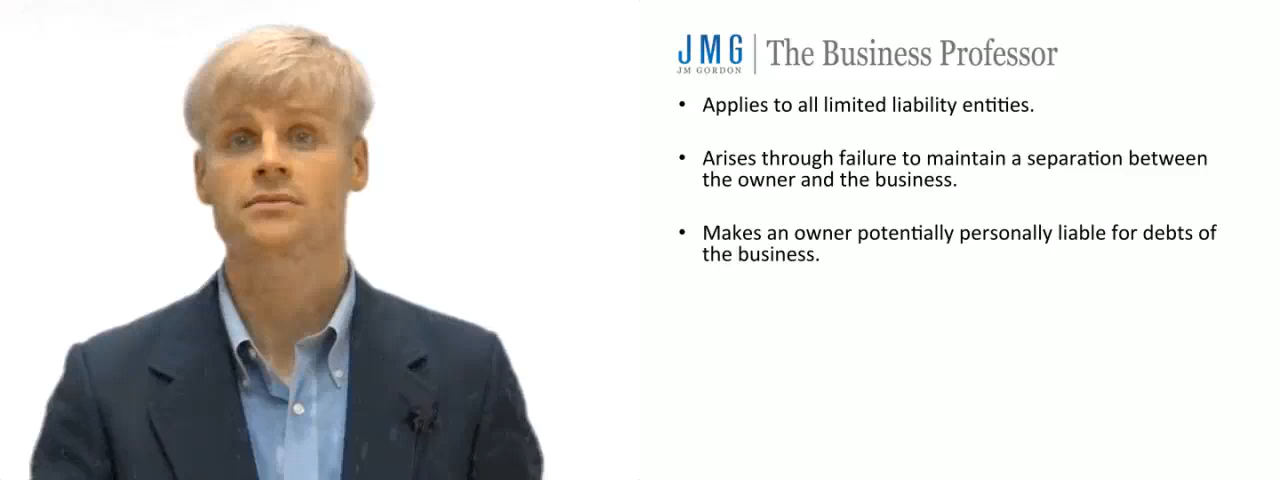 JMG
JM GORDON
The Business Professor
• Applies to all limited liability entities.
• Arises through failure to maintain a separation between
the owner and the business.
• Makes an owner potentially personally liable for debts of
the business.